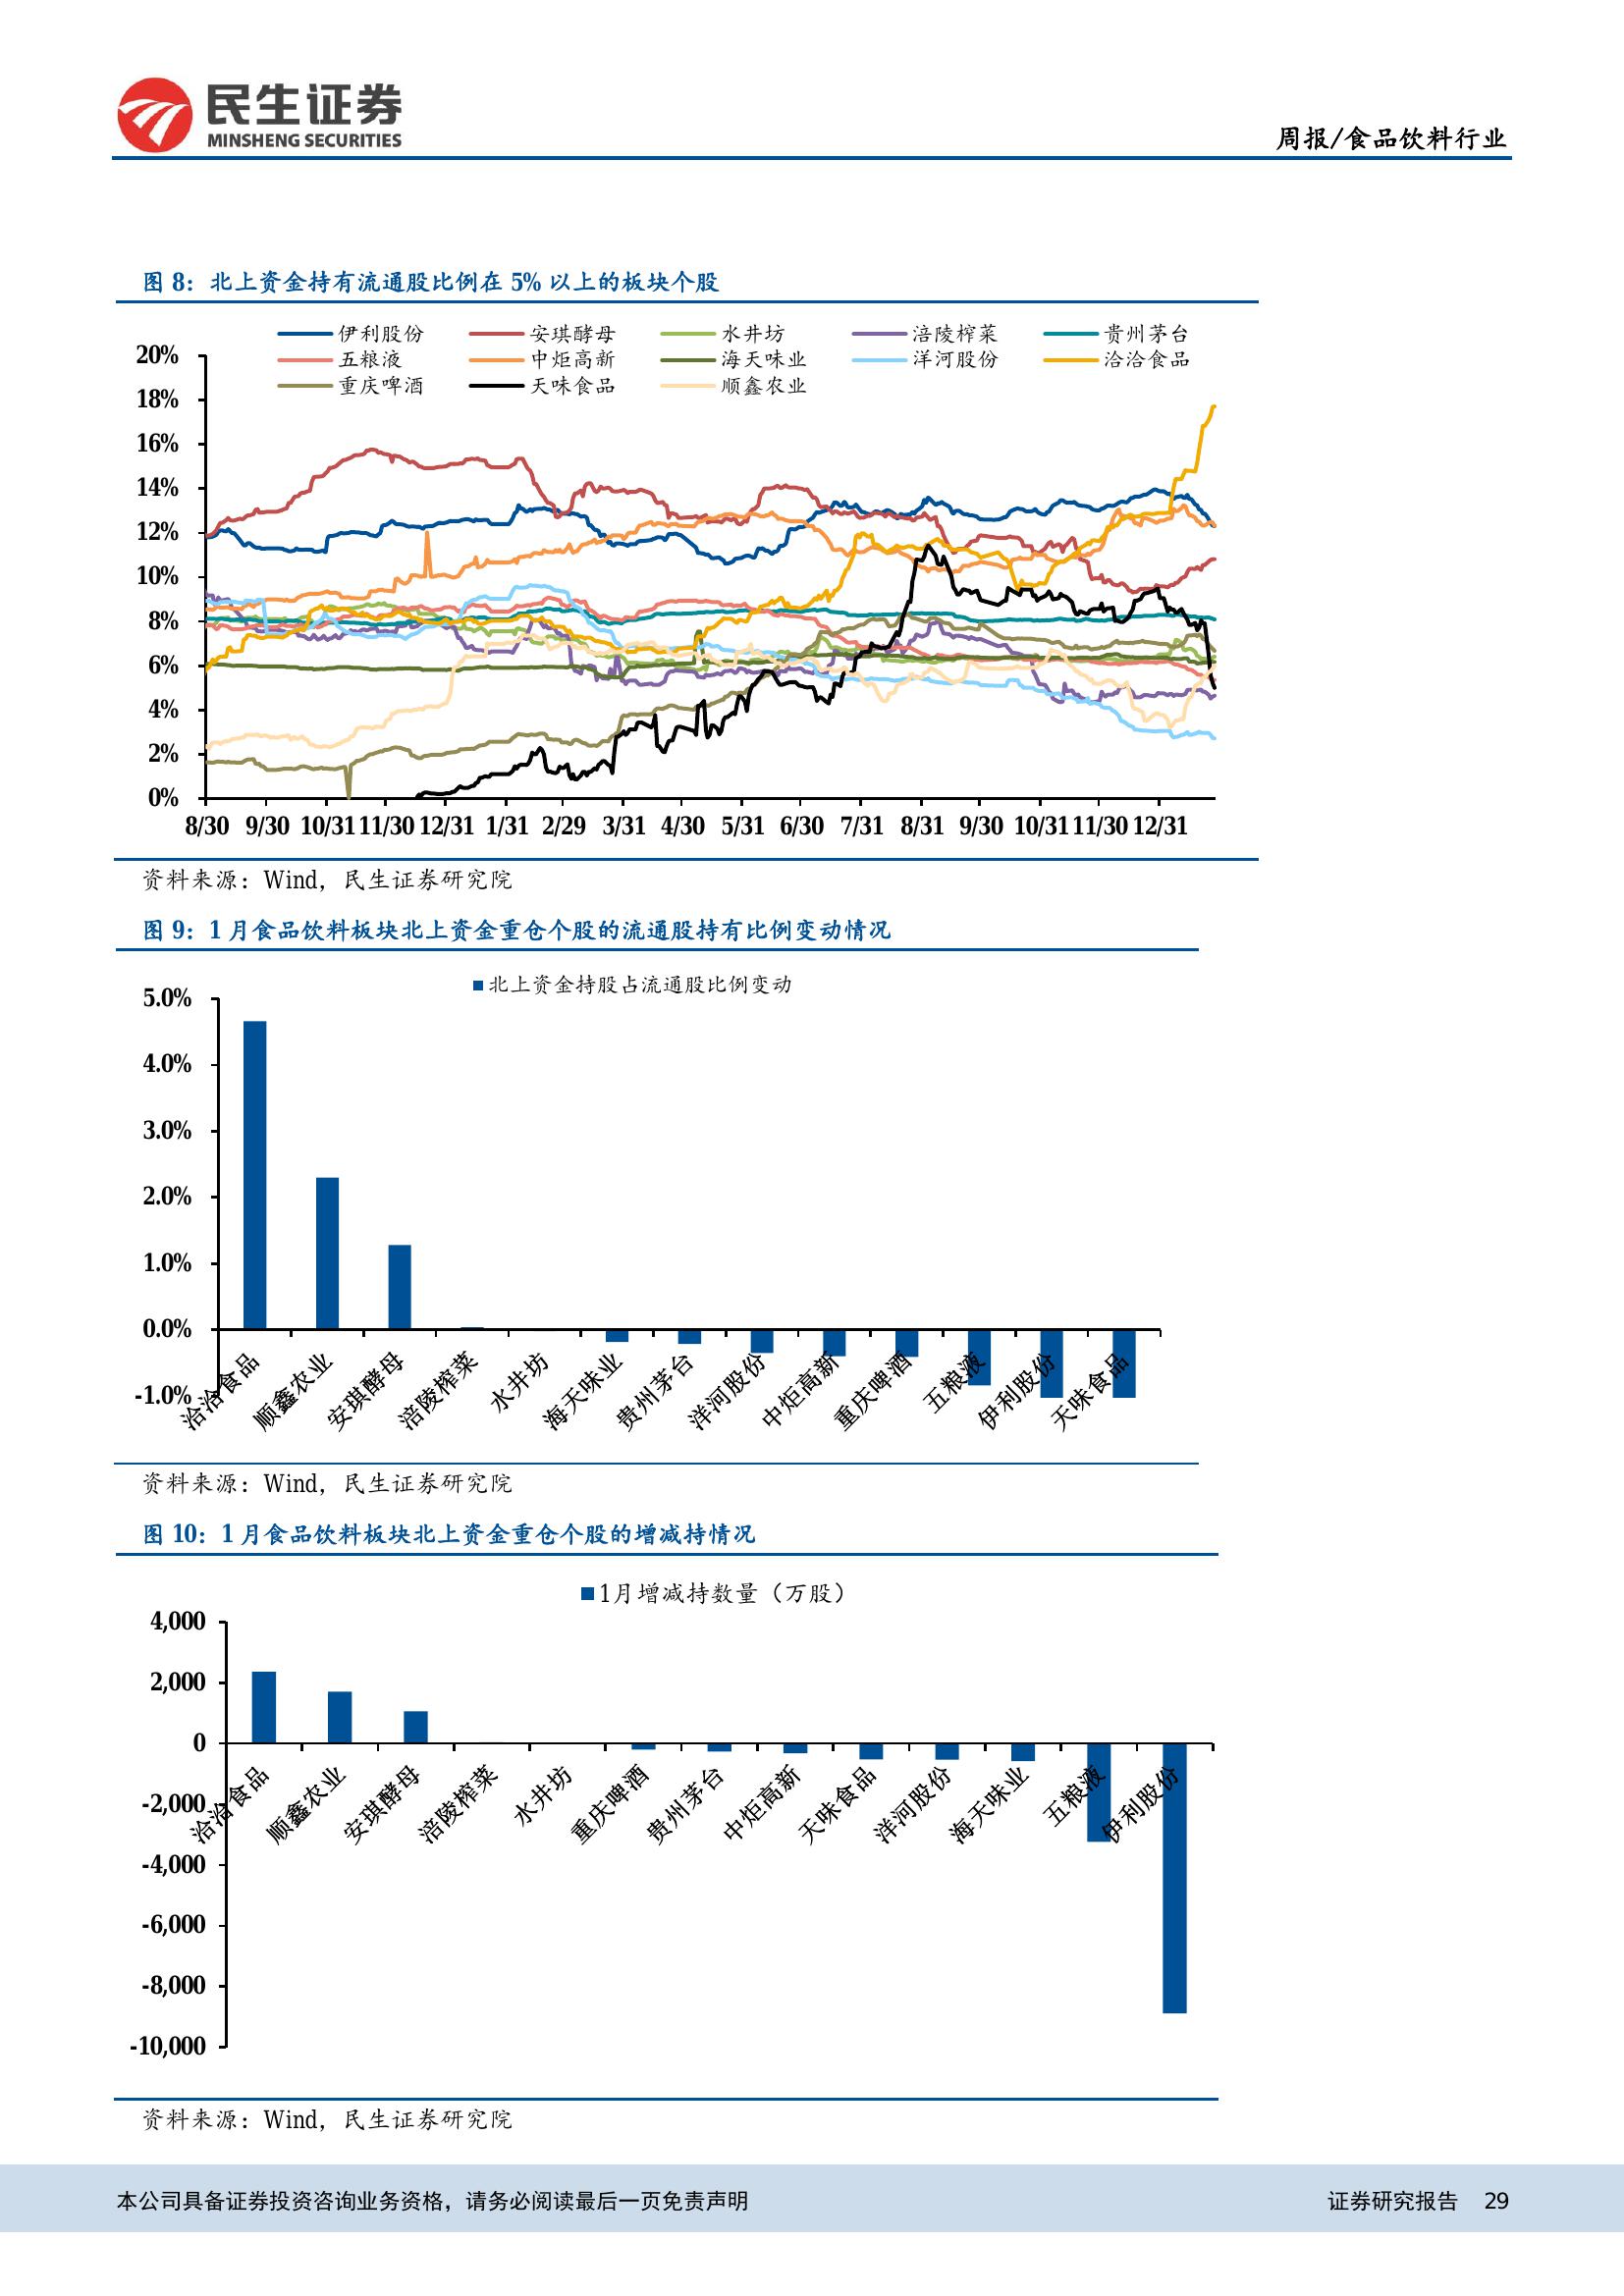 民生证券
MINSHENG SECURITIES
周报/食品饮料行业
图 8：北上资金持有流通股比例在 5%以上的板块个股
伊利股份 安琪酵母 水井坊 涪陵榨菜 贵州茅台
五粮液 中炬高新 海天味业 洋河股份 洽洽食品
重庆啤酒 天味食品 顺鑫农业
20%
18%
16%
14%
12%
10%
8%
6%
4%
2%
0%
8/30 9/30 10/31 11/30 12/31 1/31 2/29 3/31 4/30 5/31 6/30 7/31 8/31 9/30 10/31 11/30 12/31
资料来源：Wind，民生证券研究院
图 9：1 月食品饮料板块北上资金重仓个股的流通股持有比例变动情况
北上资金持股占流通股比例变动
5.0%
4.0%
3.0%
2.0%
1.0%
0.0%
-1.0%
洽洽食品 顺鑫农业 安琪酵母 涪陵榨菜 水井坊 海天味业 贵州茅台 洋河股份 中炬高新 重庆啤酒 五粮液 伊利股份 天味食品
资料来源：Wind，民生证券研究院
图 10：1 月食品饮料板块北上资金重仓个股的增减持情况
1月增减持数量（万股）
4,000
2,000
0
-2,000
-4,000
-6,000
-8,000
-10,000
洽洽食品 顺鑫农业 安琪酵母 涪陵榨菜 水井坊 重庆啤酒 贵州茅台 中炬高新 天味食品 洋河股份 海天味业 五粮液 伊利股份
资料来源：Wind，民生证券研究院
本公司具备证券投资咨询业务资格，请务必阅读最后一页免责声明
证券研究报告 29